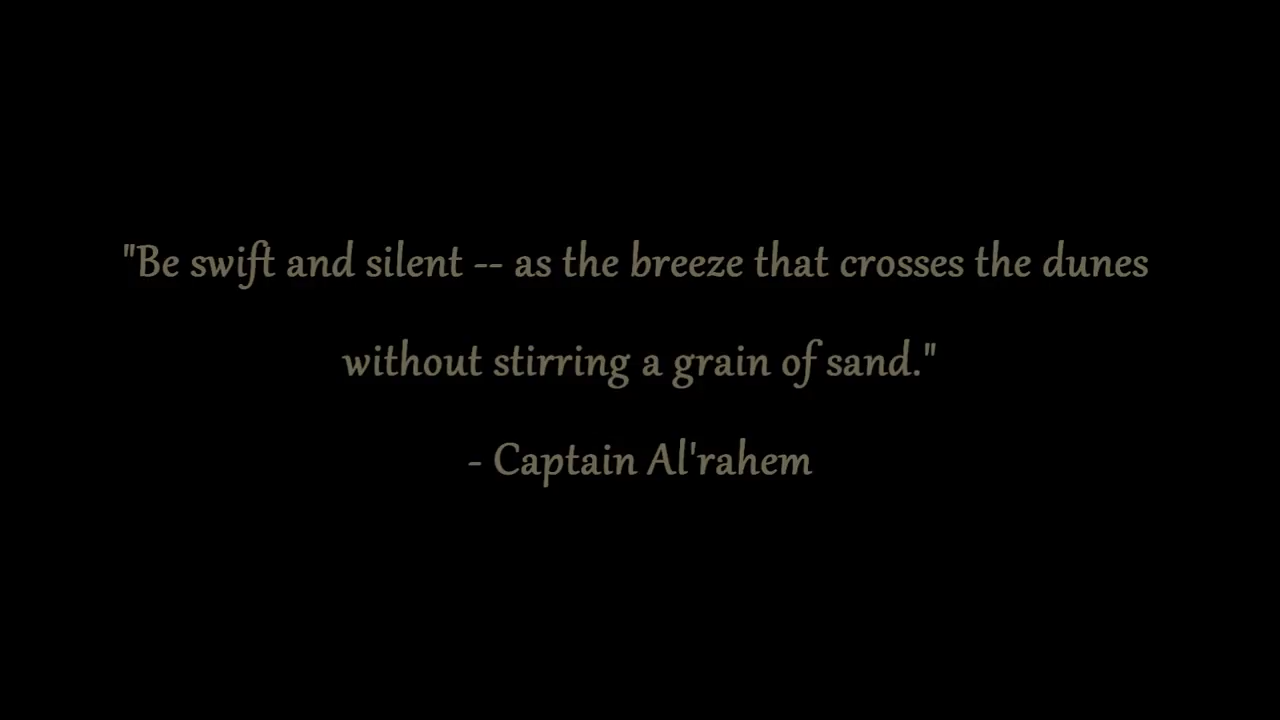 "Be swift and silent -- as the breeze that crosses the dunes
without stirring a grain of sand."
- Captain Al'rahem